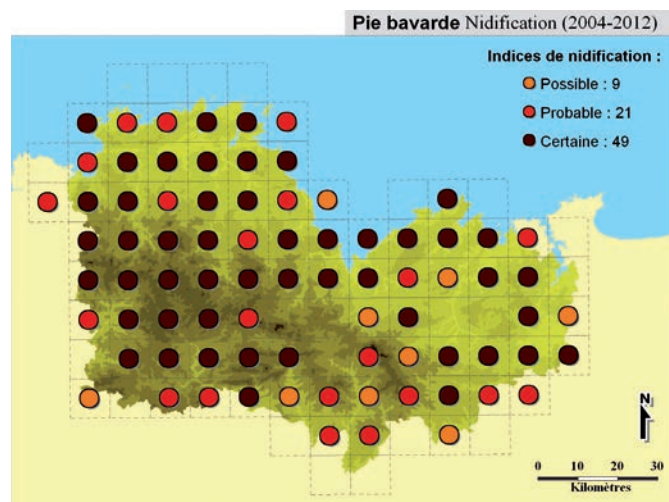 Pie bavarde Nidification (2004-2012)
Indices de nidification :
Possible : 9
Probable : 21
Certaine : 49
N
0 10 20 30
Kilomètres